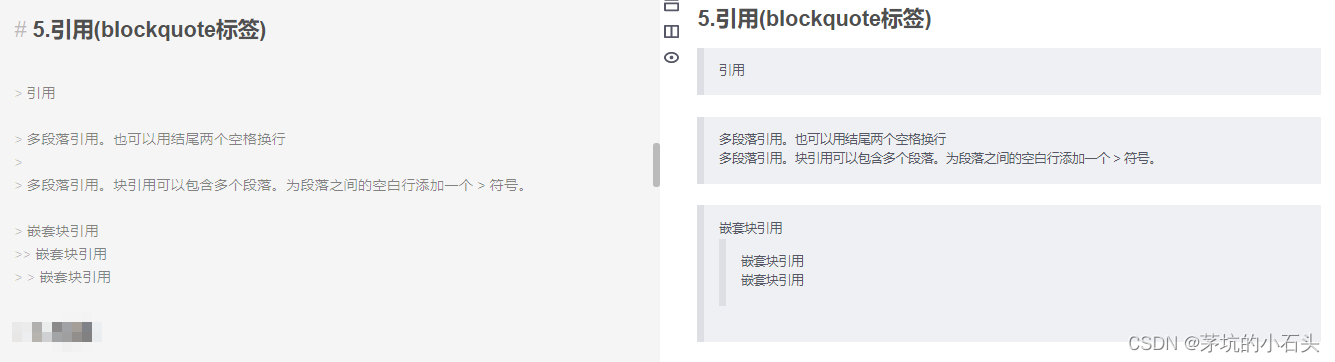 # 5.引用(blockquote标签)
> 引用
> 多段落引用。也可以用结尾两个空格换行
>
> 多段落引用。块引用可以包含多个段落。为段落之间的空白行添加一个 > 符号。
> 嵌套块引用
>> 嵌套块引用
> > 嵌套块引用
5.引用(blockquote标签)
引用
多段落引用。也可以用结尾两个空格换行
多段落引用。块引用可以包含多个段落。为段落之间的空白行添加一个 > 符号。
嵌套块引用
嵌套块引用
嵌套块引用
CSDN @茅坑的小石头